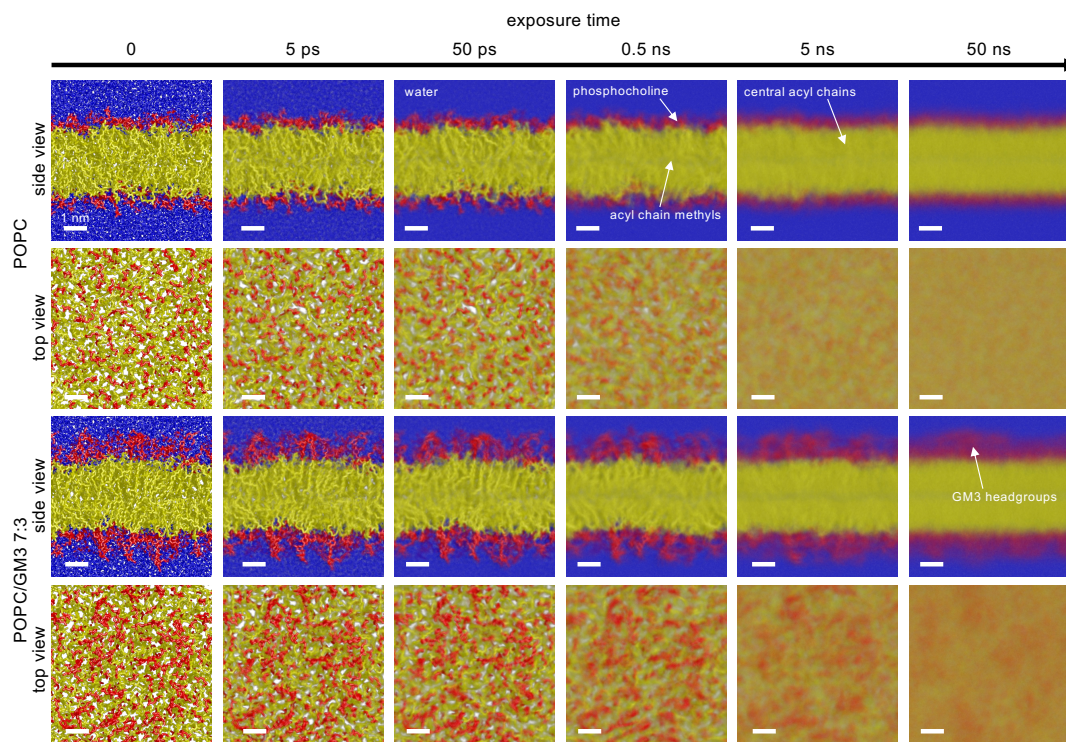 exposure time
0
5 ps
50 ps
0.5 ns
5 ns
50 ns
POPC
side view
1 nm
water
phosphocholine
acyl chain methyls
central acyl chains
top view
POPC/GM3 7:3
side view
GM3 headgroups
top view